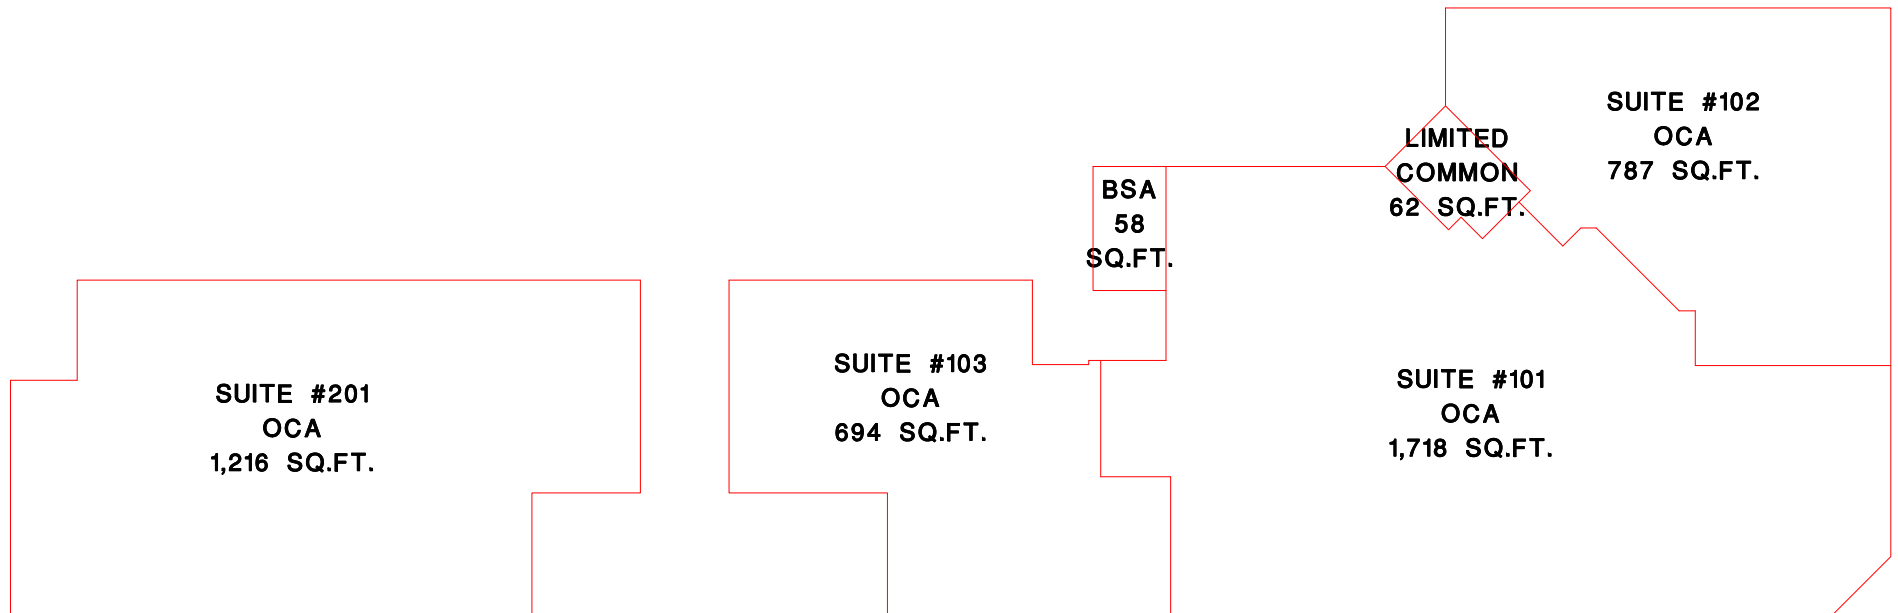 SUITE #102
OCA
787 SQ.FT.
LIMITED
COMMON
62 SQ.FT.
BSA
58
SQ.FT.
SUITE #201
OCA
1,216 SQ.FT.
SUITE #103
OCA
694 SQ.FT.
SUITE #101
OCA
1,718 SQ.FT.